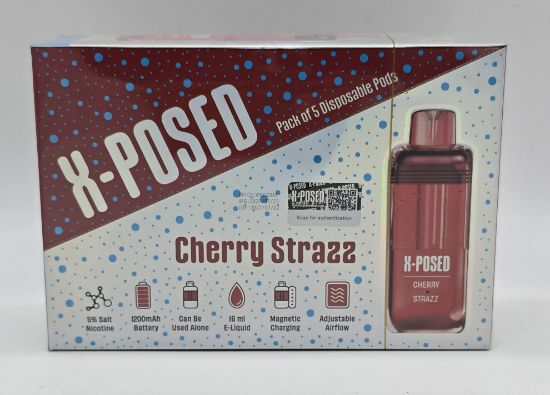 X-POSED
Pack of 5 Disposable Pods
X-POSED
Scan for authentication
Cherry Strazz
X-POSED
CHERRY
STRAZZ
5% Salt
Nicotine
1200mAh
Battery
Can Be
Used Alone
16 ml
E-Liquid
Magnetic
Charging
Adjustable
Airflow